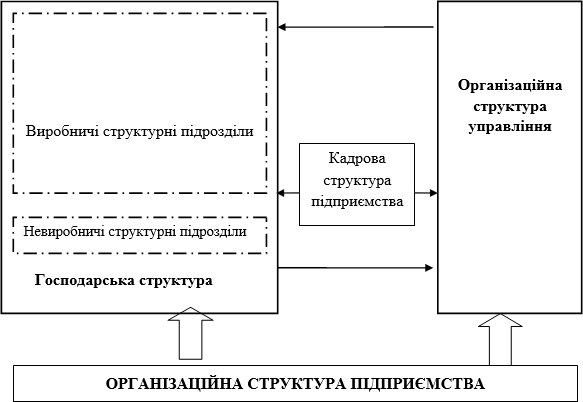 Виробничі структурні підрозділи
Невиробничі структурні підрозділи
Господарська структура
Кадрова
структура
підприємства
Організаційна
структура
управління
ОРГАНІЗАЦІЙНА СТРУКТУРА ПІДПРИЄМСТВА